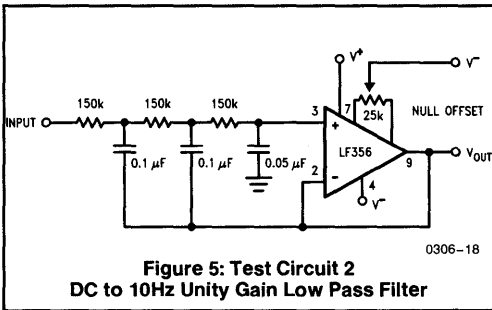 V+
V−
150k 150k 150k
3 7
25k
NULL OFFSET
INPUT
+
LF356
VOUT
0.1 μF 0.1 μF 0.05 μF
2
−
4
9
V−
0306–18
Figure 5: Test Circuit 2
DC to 10Hz Unity Gain Low Pass Filter